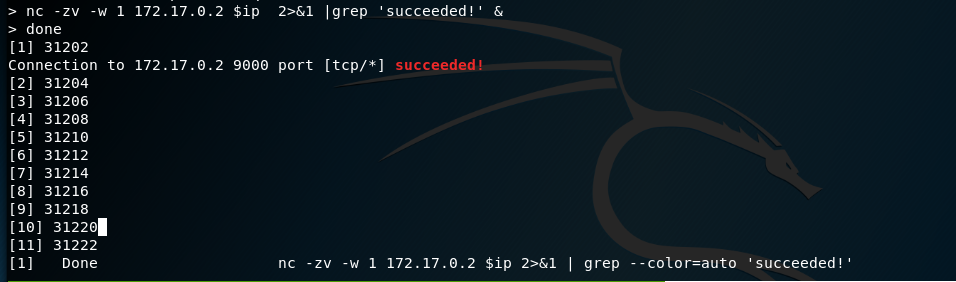 > nc -zv -w 1 172.17.0.2 $ip  2>&1 |grep 'succeeded!' &
> done
[1] 31202
Connection to 172.17.0.2 9000 port [tcp/*] succeeded!
[2] 31204
[3] 31206
[4] 31208
[5] 31210
[6] 31212
[7] 31214
[8] 31216
[9] 31218
[10] 31220
[11] 31222
[1]   Done                    nc -zv -w 1 172.17.0.2 $ip 2>&1 | grep --color=auto 'succeeded!'